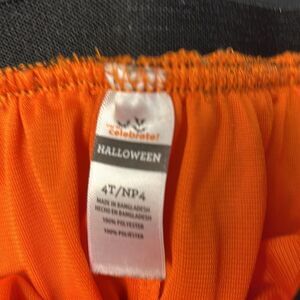 celebrate!
HALLOWEEN
4T/NP4
MADE IN BANGLADESH
HECHO EN BANGLADESH
100% POLYESTER
100% POLIESTER